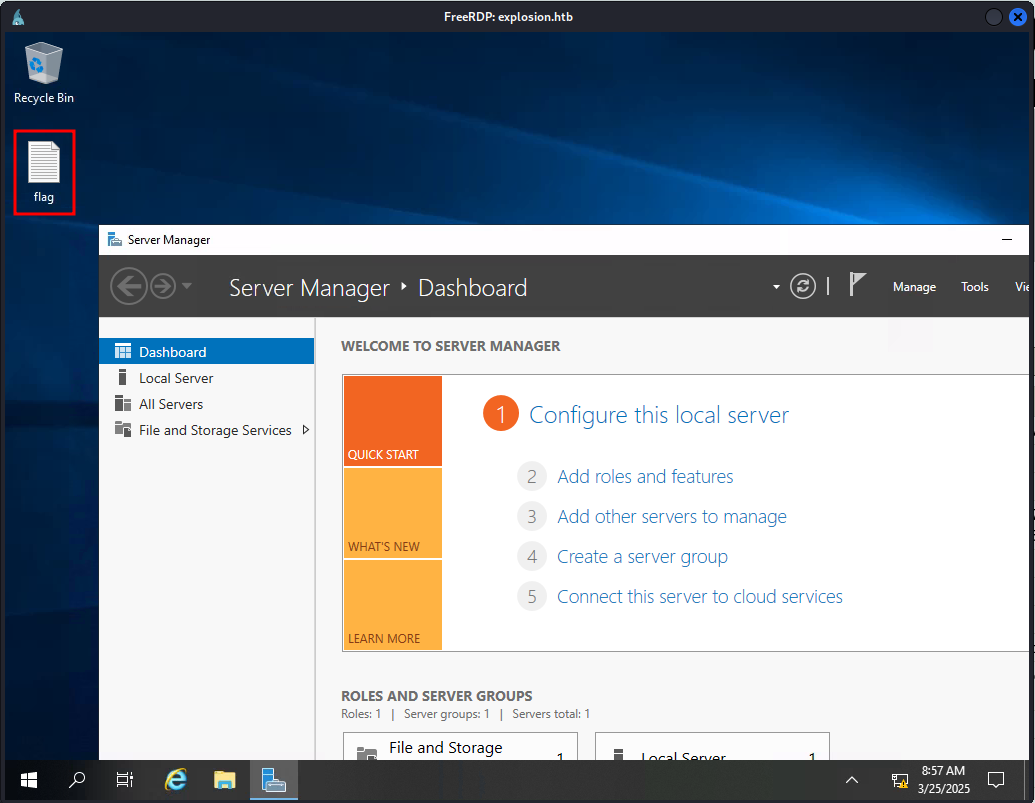 FreeRDP: explosion.htb
Recycle Bin
flag
Server Manager
Server Manager ‣ Dashboard
Manage
Tools
Dashboard
Local Server
All Servers
File and Storage Services
WELCOME TO SERVER MANAGER
QUICK START
WHAT'S NEW
LEARN MORE
1 Configure this local server
2 Add roles and features
3 Add other servers to manage
4 Create a server group
5 Connect this server to cloud services
ROLES AND SERVER GROUPS
Roles: 1 | Server groups: 1 | Servers total: 1
File and Storage 1
Local Server 1
8:57 AM
3/25/2025